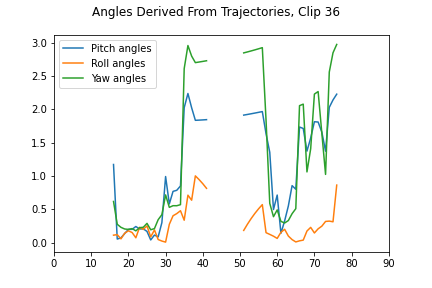 Angles Derived From Trajectories, Clip 36
Pitch angles
Roll angles
Yaw angles
3.0
2.5
2.0
1.5
1.0
0.5
0.0
0 10 20 30 40 50 60 70 80 90